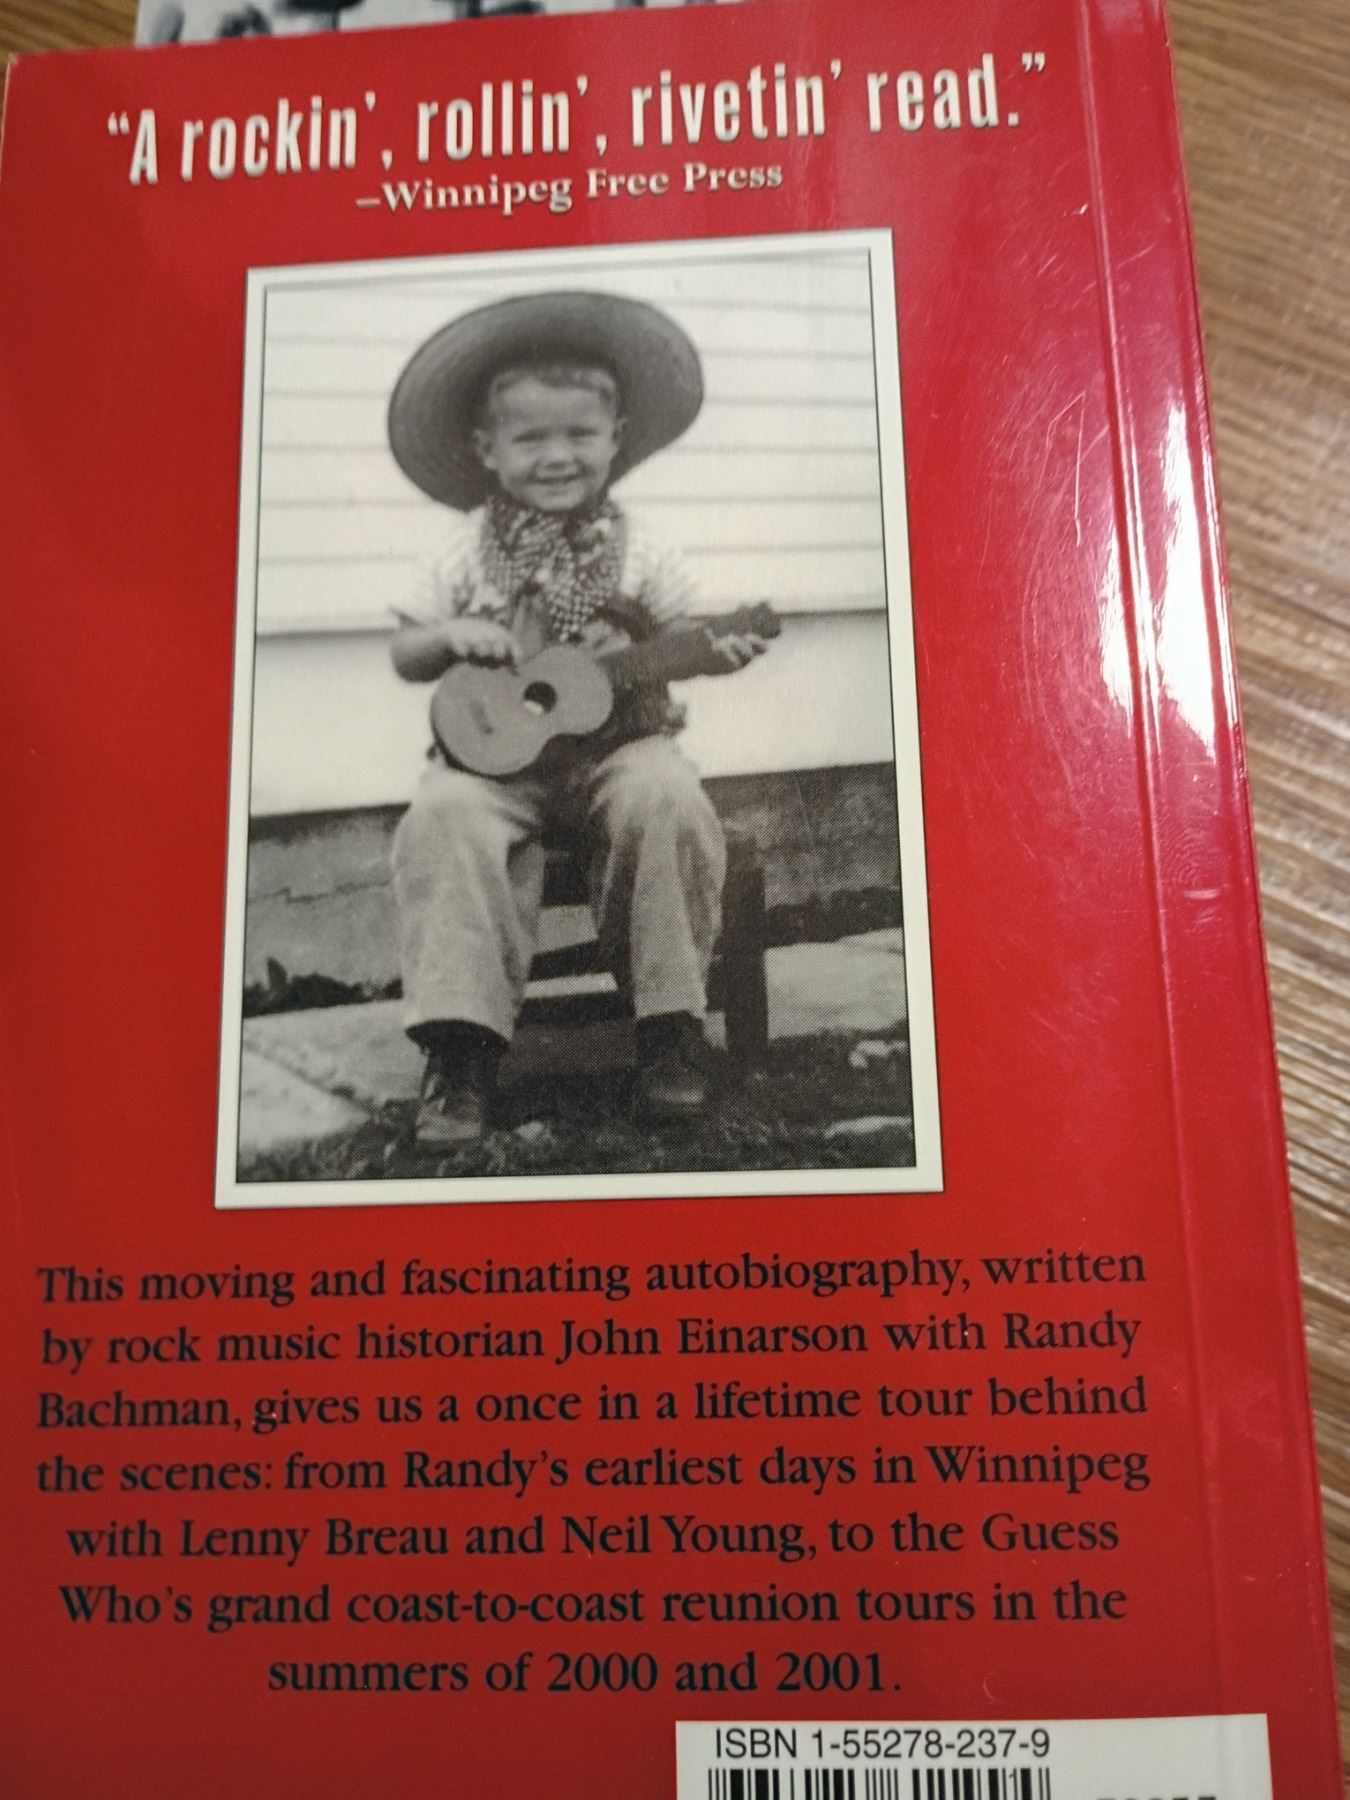 “A rockin’, rollin’, rivetin’ read.”
–Winnipeg Free Press
This moving and fascinating autobiography, written
by rock music historian John Einarson with Randy
Bachman, gives us a once in a lifetime tour behind
the scenes: from Randy’s earliest days in Winnipeg
with Lenny Breau and Neil Young, to the Guess
Who’s grand coast-to-coast reunion tours in the
summers of 2000 and 2001.
ISBN 1-55278-237-9